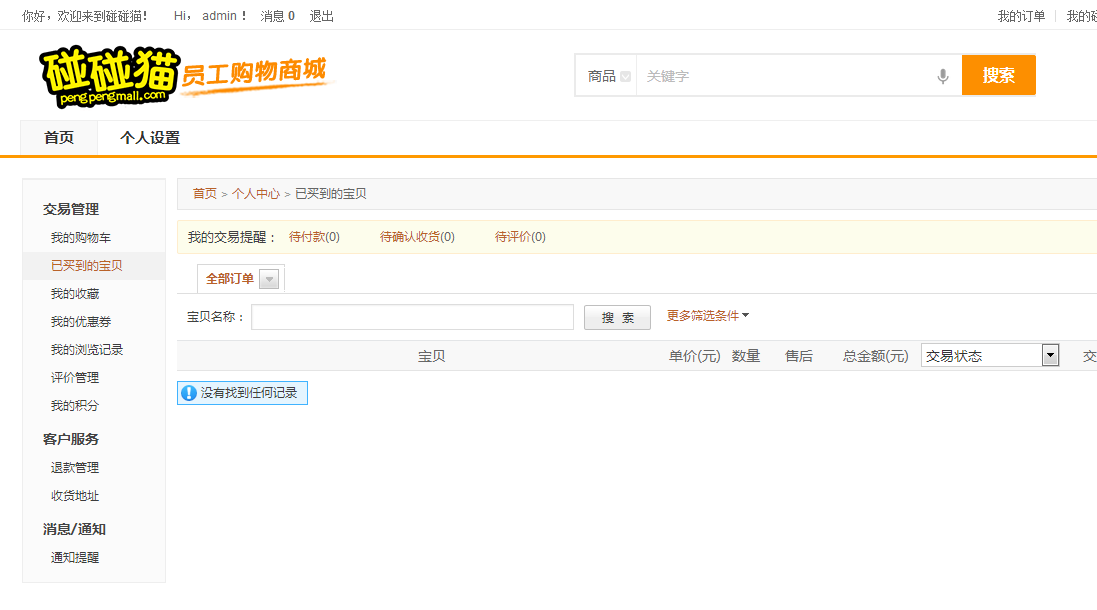 你好，欢迎来到碰碰猫! Hi， admin ！ 消息 0 退出 我的订单 我的
碰碰猫 员工购物商城
pengpengmall.com
商品 关键字 搜索
首页 个人设置
交易管理
我的购物车
已买到的宝贝
我的收藏
我的优惠券
我的浏览记录
评价管理
我的积分
客户服务
退款管理
收货地址
消息/通知
通知提醒
首页 > 个人中心 > 已买到的宝贝
我的交易提醒： 待付款(0) 待确认收货(0) 待评价(0)
全部订单
宝贝名称： 搜 索 更多筛选条件
宝贝 单价(元) 数量 售后 总金额(元) 交易状态 交
没有找到任何记录